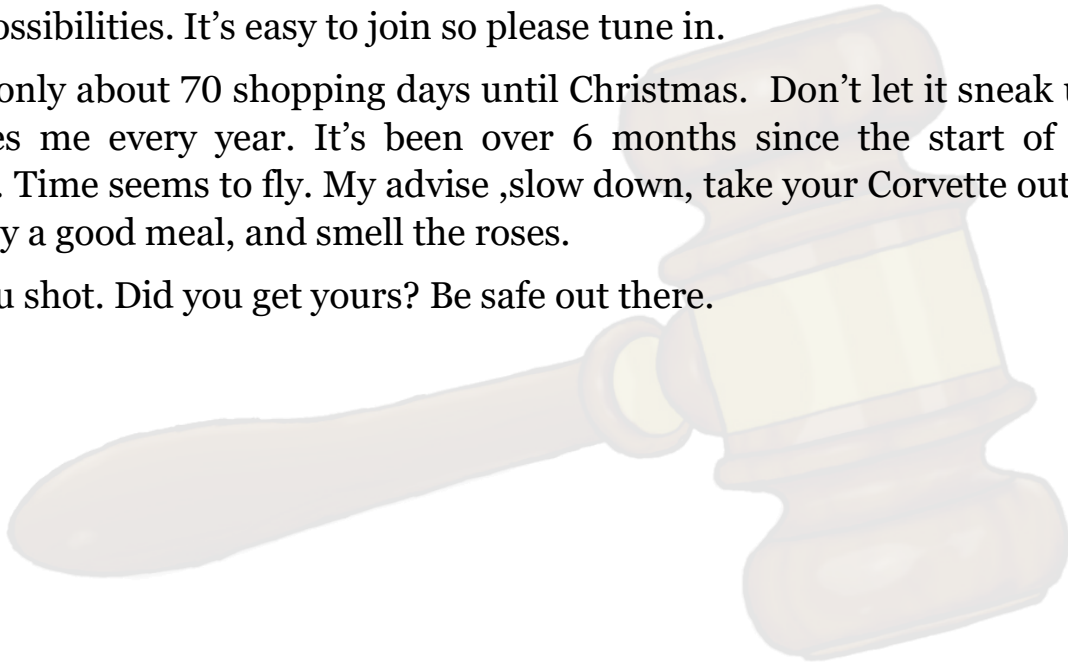 ossibilities. It’s easy to join so please tune in.
only about 70 shopping days until Christmas.  Don’t let it sneak u
es me every year. It’s been over 6 months since the start of
. Time seems to fly. My advise ,slow down, take your Corvette out
y a good meal, and smell the roses.
u shot. Did you get yours? Be safe out there.